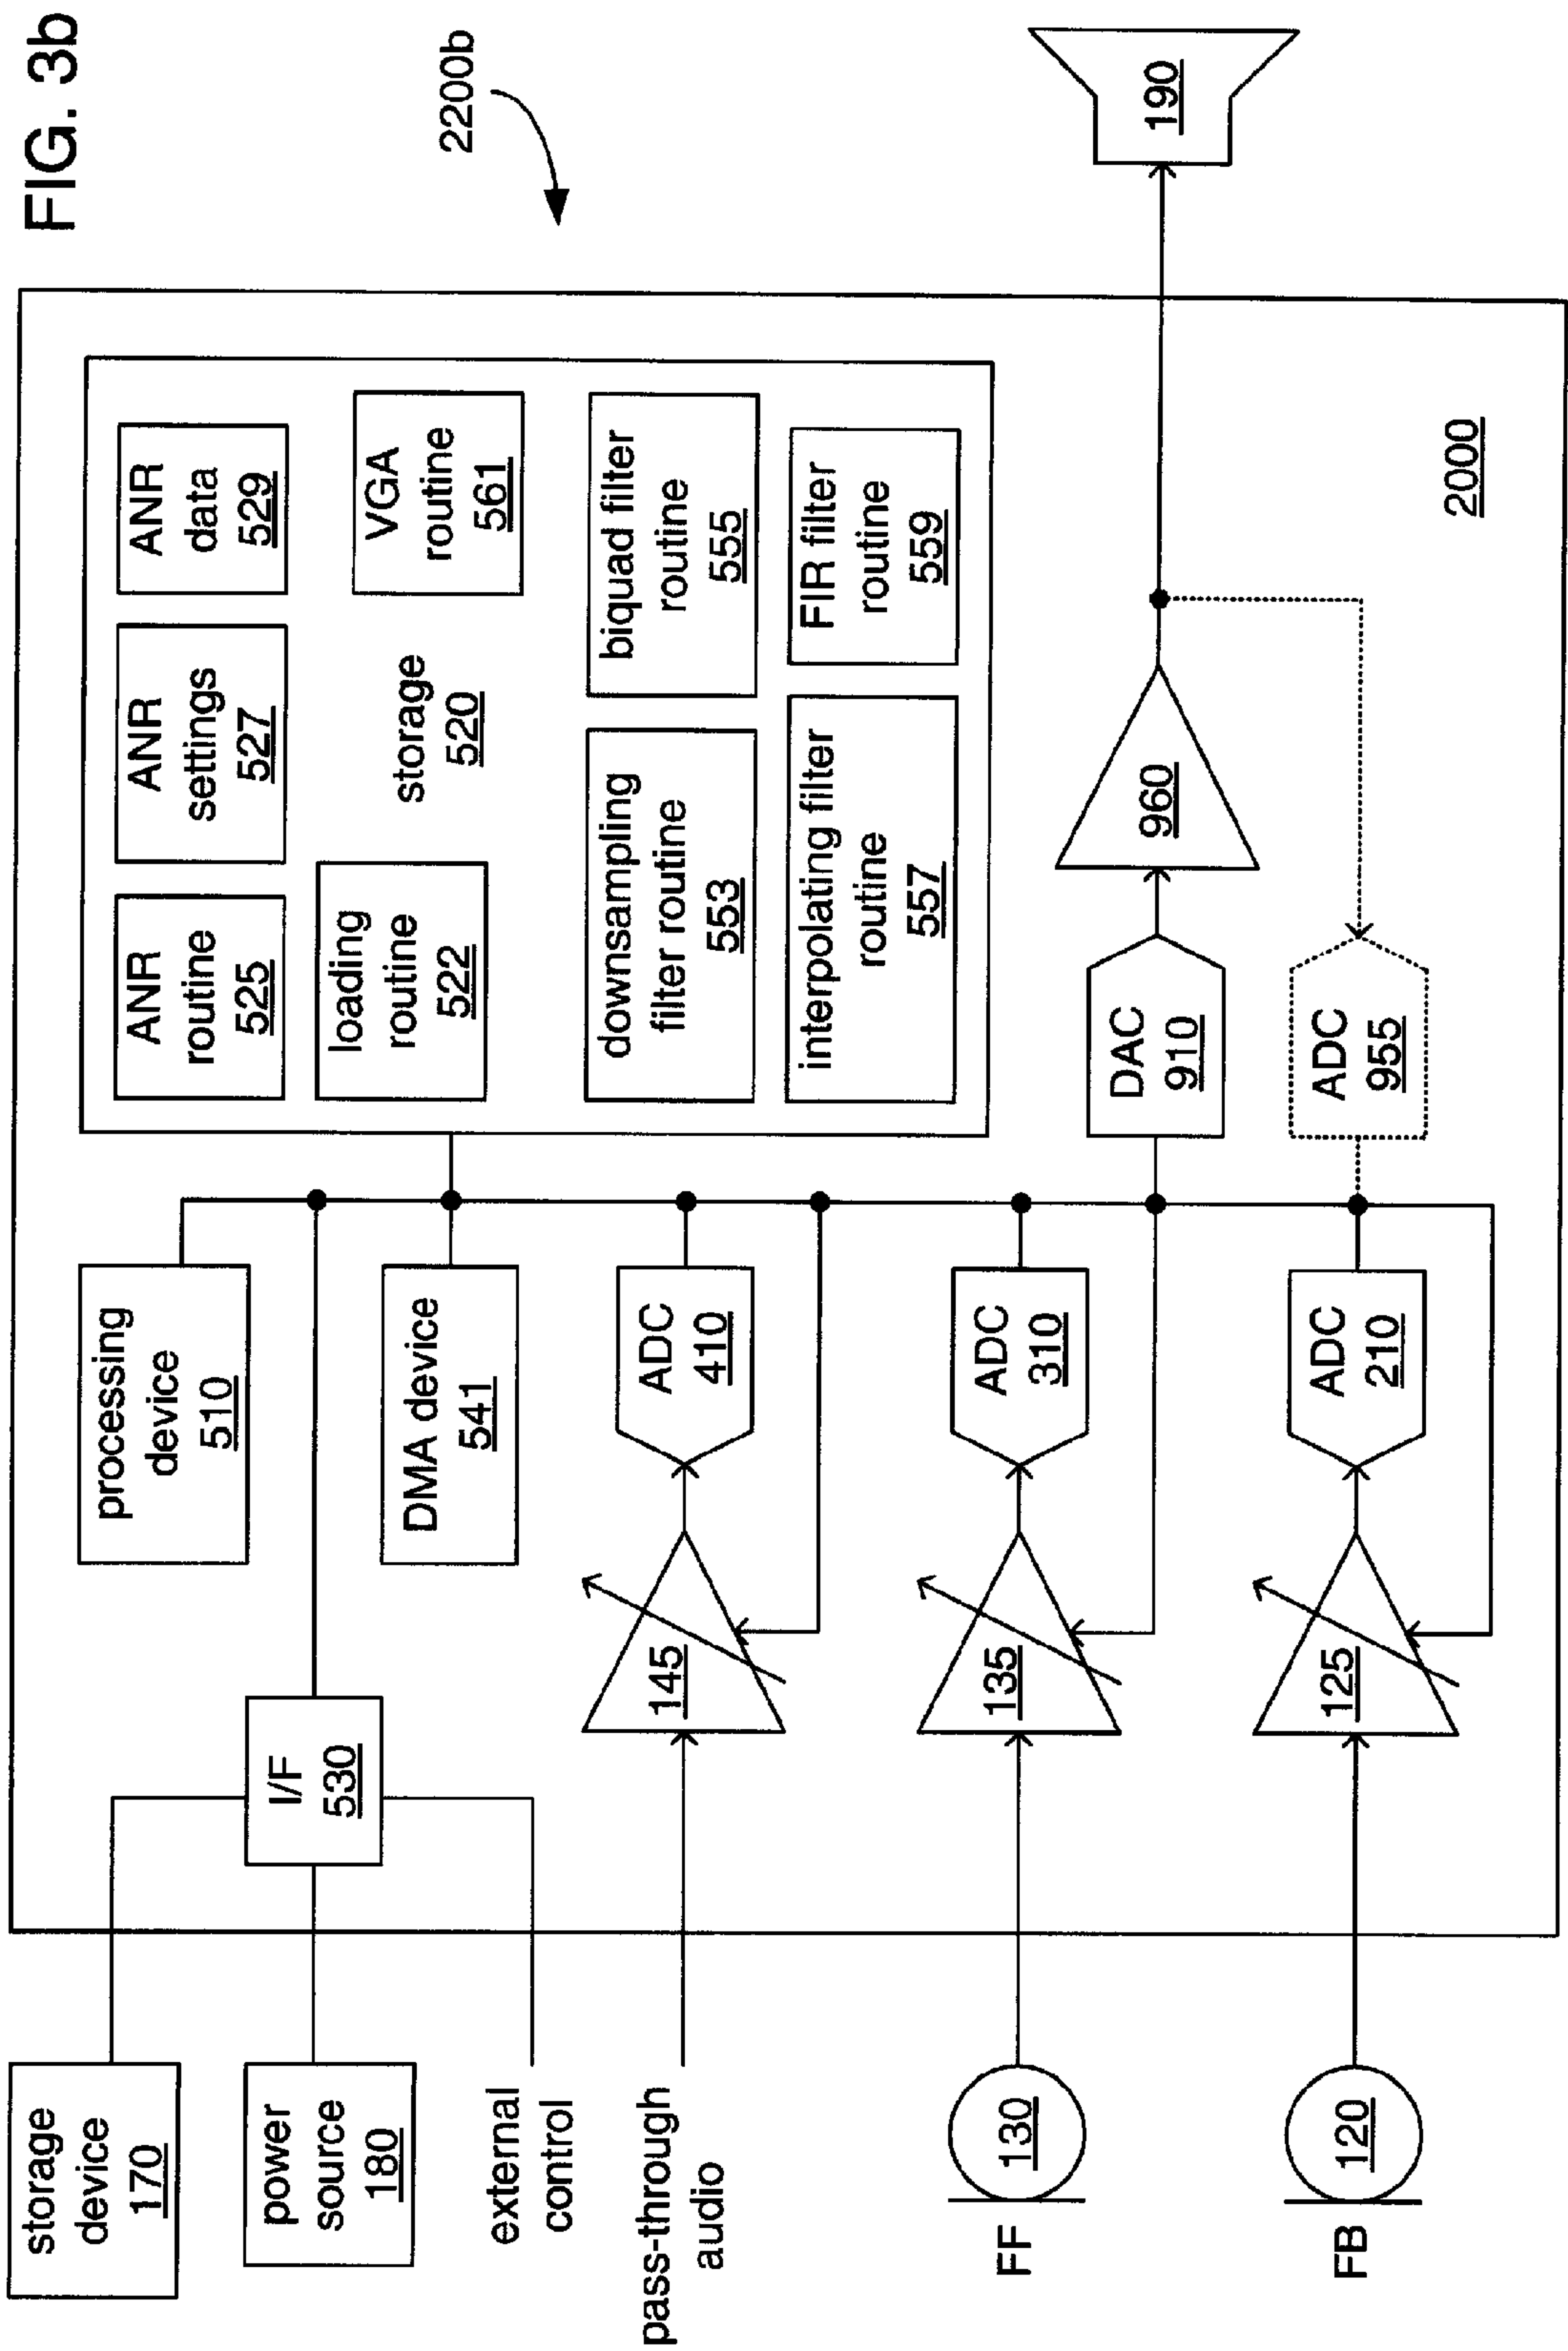 FIG. 3b
2200b
storage
device
170
power
source
180
external
control
pass-through
audio
FF
130
FB
120
I/F
530
processing
device
510
DMA device
541
145
ADC
410
135
ADC
310
125
ADC
210
ANR
routine
525
ANR
settings
527
ANR
data
529
loading
routine
522
storage
520
VGA
routine
561
downsampling
filter routine
553
biquad filter
routine
555
interpolating filter
routine
557
FIR filter
routine
559
DAC
910
960
ADC
955
2000
190